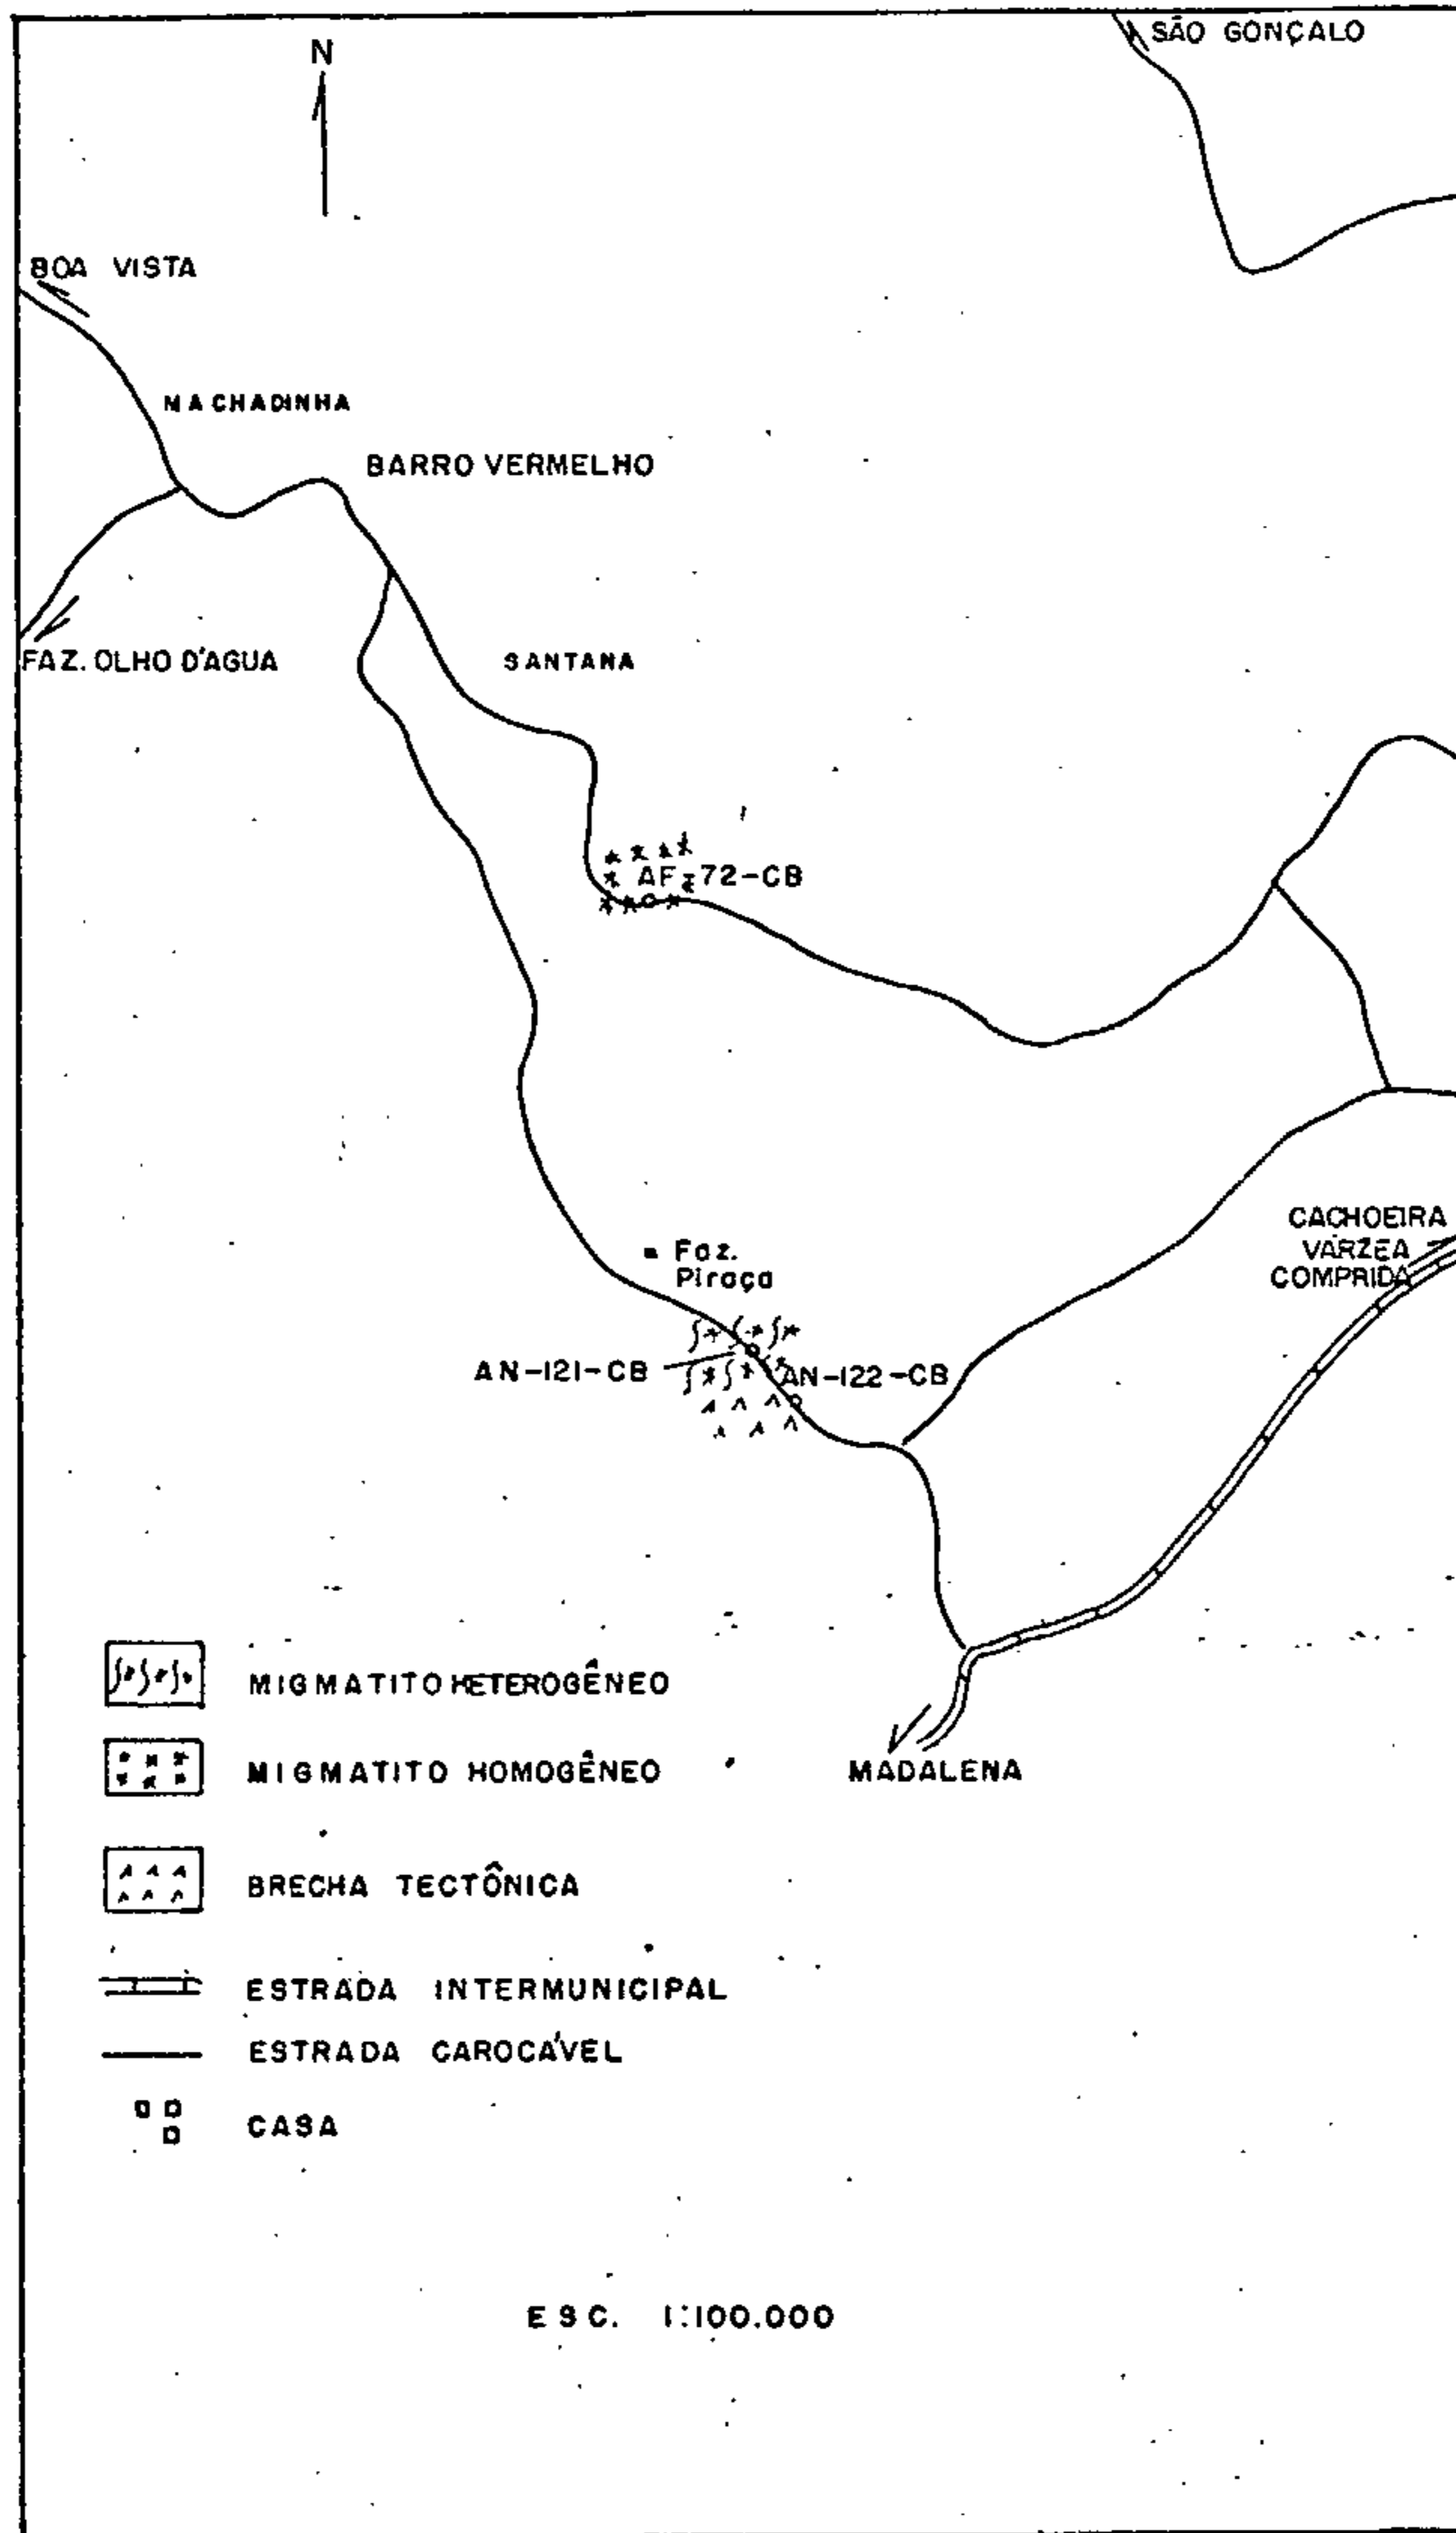 SÃO GONÇALO
N
BOA VISTA
MACHADINHA
BARRO VERMELHO
FAZ. OLHO D'AGUA
SANTANA
AF-72-CB
CACHOEIRA
VÁRZEA
COMPRIDA
Faz.
Piraça
AN-121-CB
AN-122-CB
MIGMATITO HETEROGÊNEO
MIGMATITO HOMOGÊNEO
MADALENA
BRECHA TECTÔNICA
ESTRADA INTERMUNICIPAL
ESTRADA CAROCÁVEL
CASA
ESC. 1:100.000